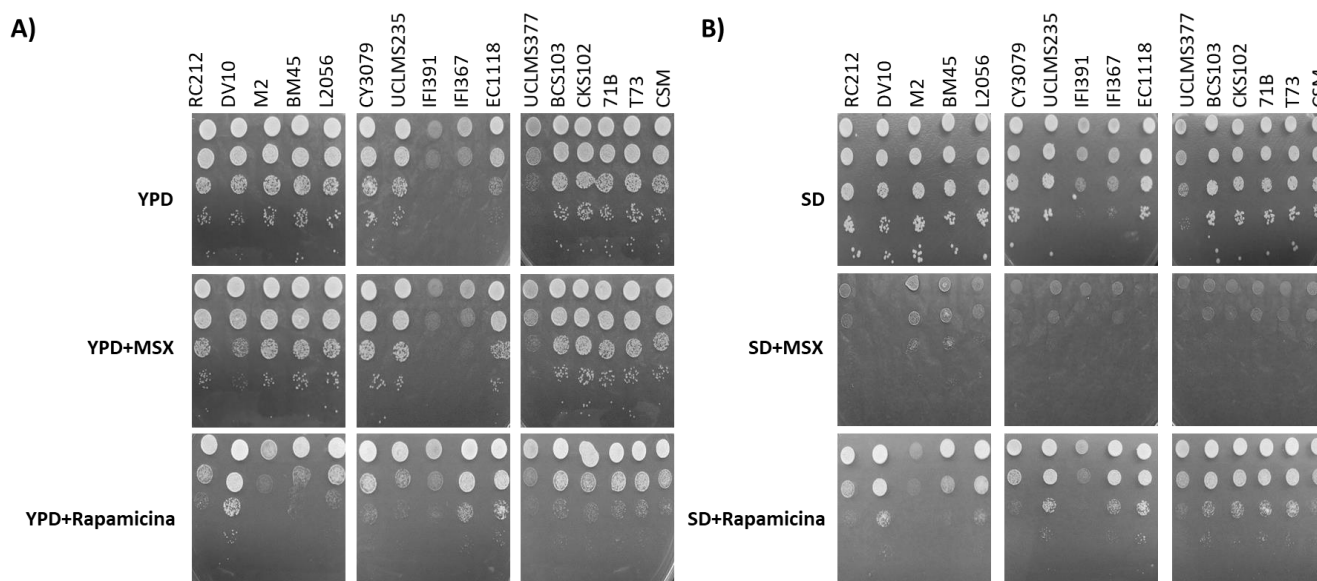 A)
RC212
DV10
M2
BM45
L2056
CY3079
UCLMS235
IFI391
IFI367
EC1118
UCLMS377
BCS103
CKS102
71B
T73
CSM
YPD
YPD+MSX
YPD+Rapamicina
B)
RC212
DV10
M2
BM45
L2056
CY3079
UCLMS235
IFI391
IFI367
EC1118
UCLMS377
BCS103
CKS102
71B
T73
CSM
SD
SD+MSX
SD+Rapamicina